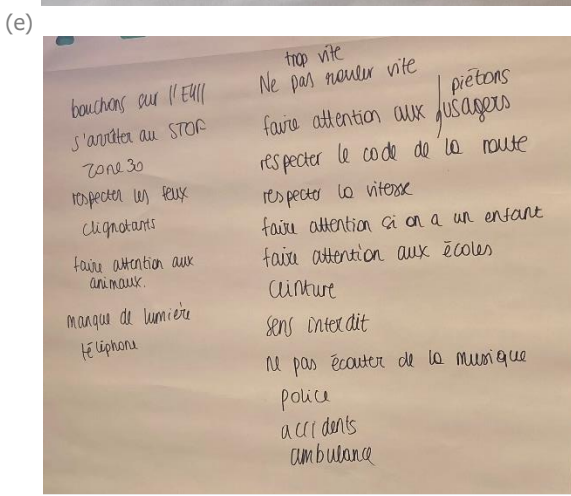 (e)
bouchons sur l'E411
s'arrêter au STOP
zone 30
respecter les feux
clignotants
faire attention aux
animaux.
manque de lumière
téléphone
trop vite
Ne pas rouler vite
faire attention aux piétons
usagers
respecter le code de la route
respecter la vitesse
faire attention si on a un enfant
faire attention aux écoles
ceinture
sens interdit
ne pas écouter de la musique
police
accidents
ambulance